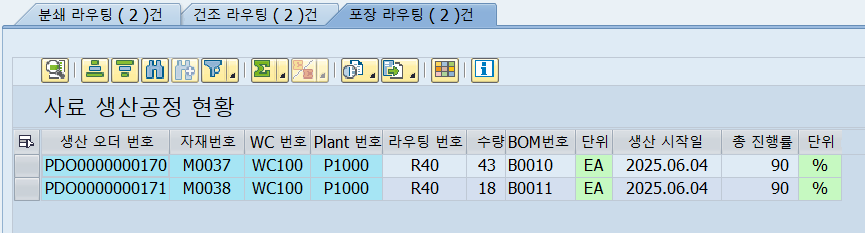 분쇄 라우팅 ( 2 )건 건조 라우팅 ( 2 )건 포장 라우팅 ( 2 )건
사료 생산공정 현황
생산 오더 번호 자재번호 WC 번호 Plant 번호 라우팅 번호 수량 BOM번호 단위 생산 시작일 총 진행률 단위
PDO0000000170 M0037 WC100 P1000 R40 43 B0010 EA 2025.06.04 90 %
PDO0000000171 M0038 WC100 P1000 R40 18 B0011 EA 2025.06.04 90 %